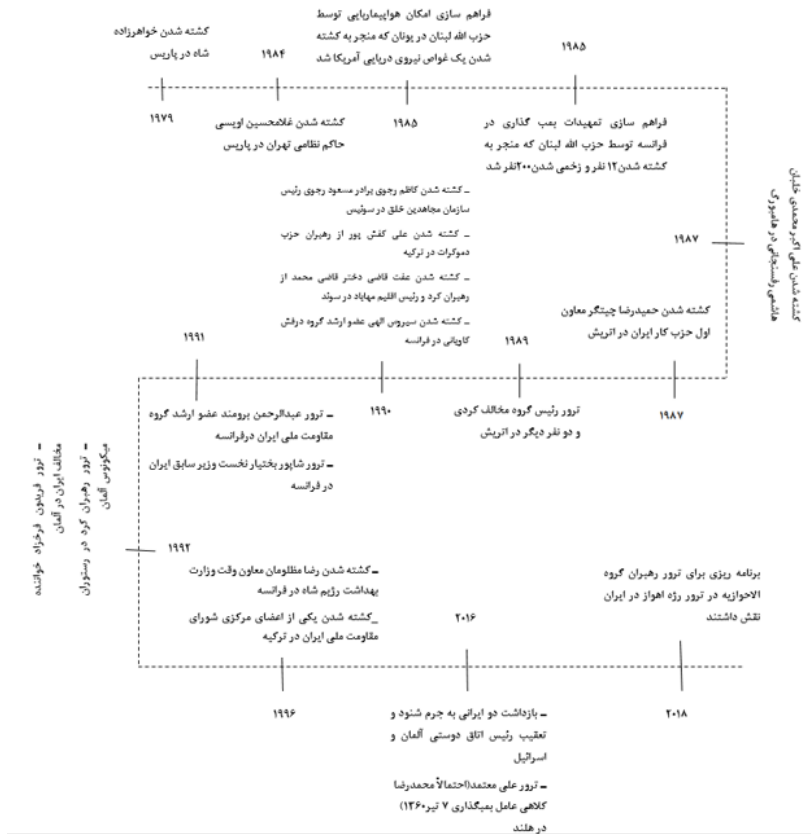 کشته شدن خواهرزاده
شاه در پاریس
۱۹۷۹
۱۹۸۴
کشته شدن غلامحسین اویسی
حاکم نظامی تهران در پاریس
فراهم سازی امکان هواپیماربایی توسط
حزب الله لبنان در یونان که منجر به کشته
شدن یک غواص نیروی دریایی آمریکا شد
۱۹۸۵
۱۹۸۵
فراهم سازی تمهیدات بمب گذاری در
فرانسه توسط حزب الله لبنان که منجر به
کشته شدن۱۲ نفر و زخمی شدن۲۰۰نفر شد
۱۹۸۷
کشته شدن علی اکبر محمدی خلبان
هاشمی رفسنجانی در هامبورگ
کشته شدن حمیدرضا چیتگر معاون
اول حزب کار ایران در اتریش
۱۹۸۷
۱۹۸۹
ترور رئیس گروه مخالف کردی
و دو نفر دیگر در اتریش
ـ کشته شدن کاظم رجوی برادر مسعود رجوی رئیس
سازمان مجاهدین خلق در سوئیس
ـ کشته شدن علی کفش پور از رهبران حزب
دموکرات در ترکیه
ـ کشته شدن عفت قاضی دختر قاضی محمد از
رهبران کرد و رئیس اقلیم مهاباد در سوئد
ـ کشته شدن سیروس الهی عضو ارشد گروه درفش
کاویانی در فرانسه
۱۹۹۰
۱۹۹۱
ـ ترور عبدالرحمن برومند عضو ارشد گروه
مقاومت ملی ایران درفرانسه
ـ ترور شاپور بختیار نخست وزیر سابق ایران
در فرانسه
۱۹۹۲
ـ ترور فریدون فرخزاد خواننده
مخالف ایران در آلمان
ـ ترور رهبران کرد در رستوران
میکونوس آلمان
ـ کشته شدن رضا مظلومان معاون وقت وزارت
بهداشت رژیم شاه در فرانسه
_کشته شدن یکی از اعضای مرکزی شورای
مقاومت ملی ایران در ترکیه
۱۹۹۶
۲۰۱۶
ـ بازداشت دو ایرانی به جرم شنود و
تعقیب رئیس اتاق دوستی آلمان و
اسرائیل
ـ ترور علی معتمد(احتمالاً محمدرضا
کلاهی عامل بمبگذاری ۷ تیر۱۳۶۰)
در هلند
برنامه ریزی برای ترور رهبران گروه
الاحوازیه در ترور رژه اهواز در ایران
نقش داشتند
۲۰۱۸